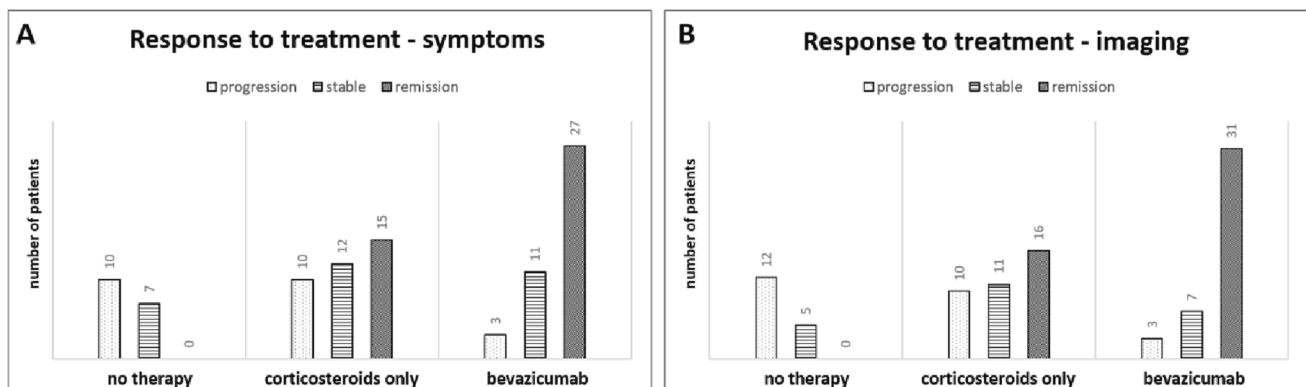 A
Response to treatment - symptoms
progression stable remission
number of patients
10
7
0
10
12
15
3
11
27
no therapy corticosteroids only bevazicumab
B
Response to treatment - imaging
progression stable remission
number of patients
12
5
0
10
11
16
3
7
31
no therapy corticosteroids only bevazicumab